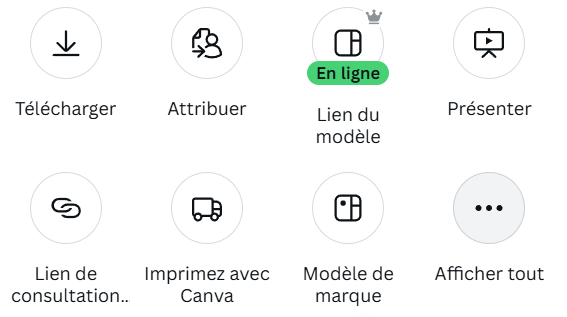 Télécharger
Attribuer
En ligne
Lien du
modèle
Présenter
Lien de
consultation..
Imprimez avec
Canva
Modèle de
marque
Afficher tout